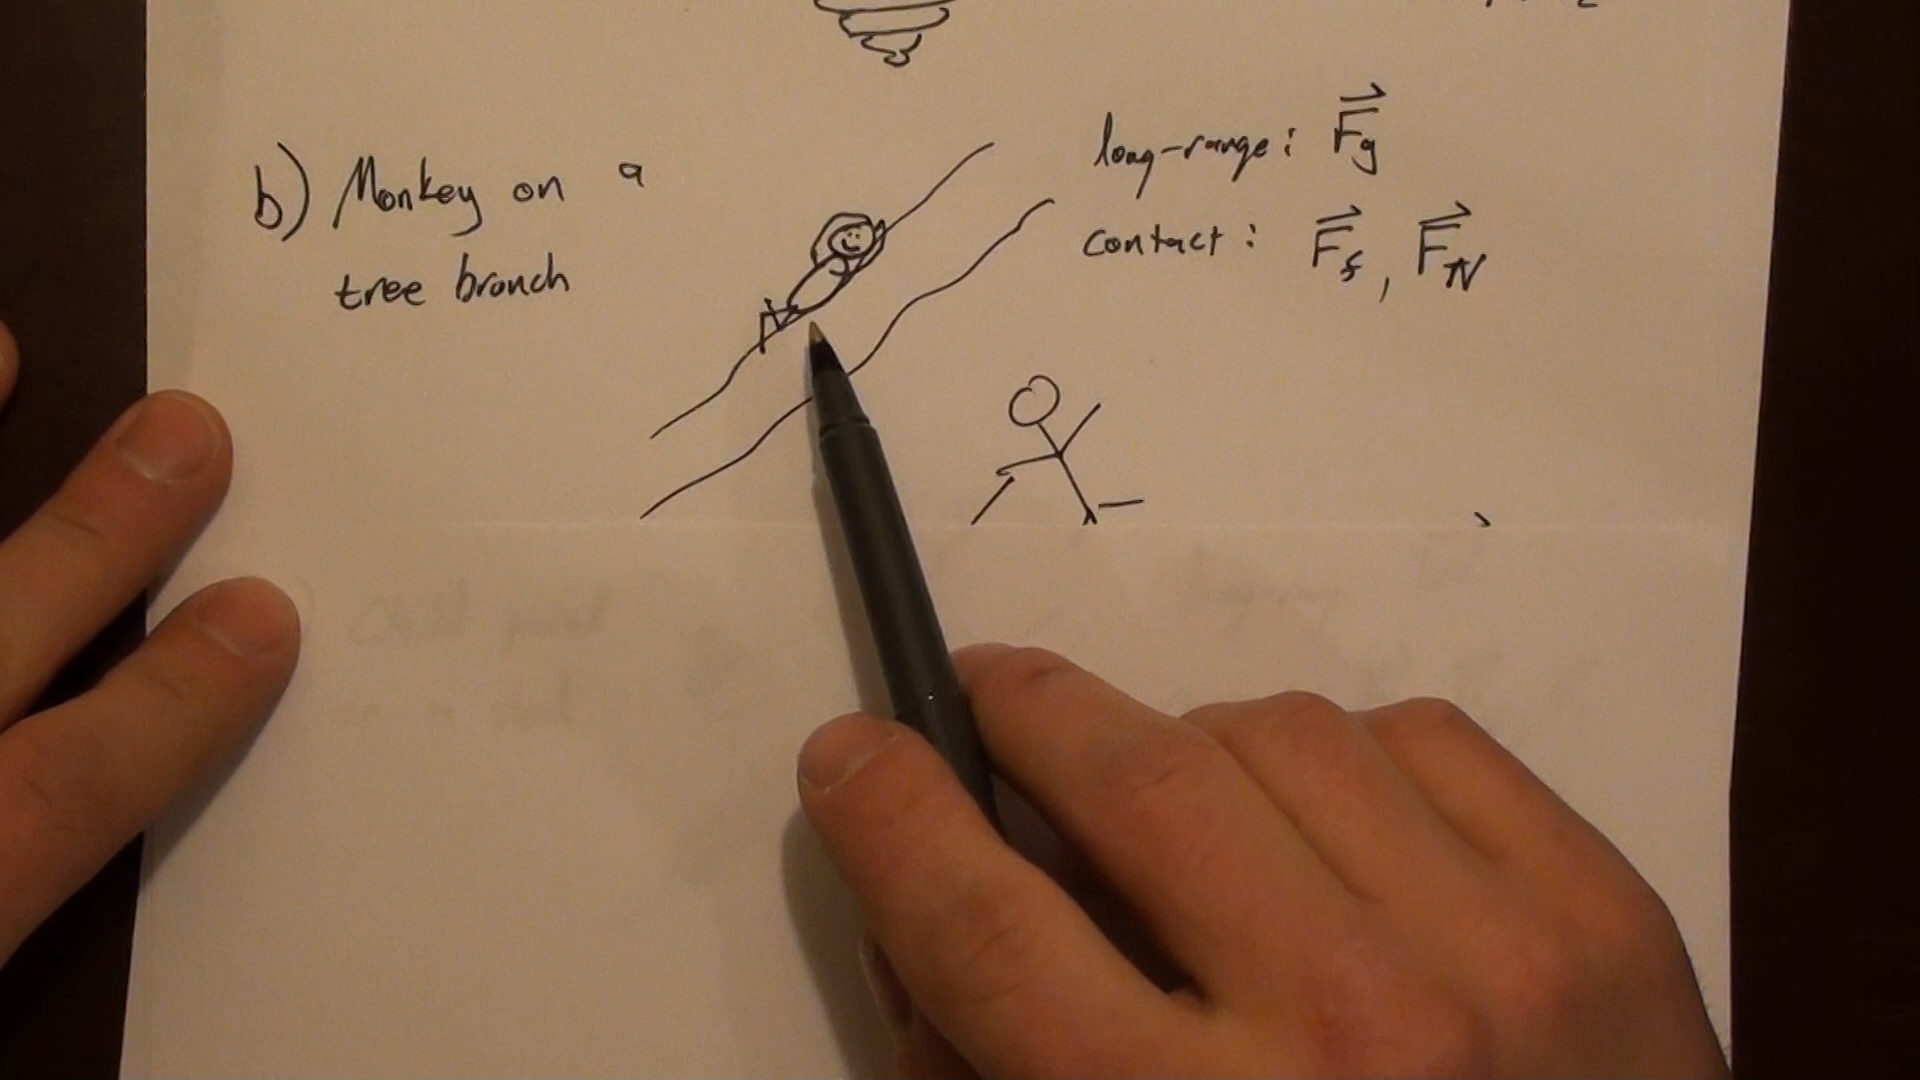 b) Monkey on a
tree branch
long-range: F⃗g
contact: F⃗f, F⃗N